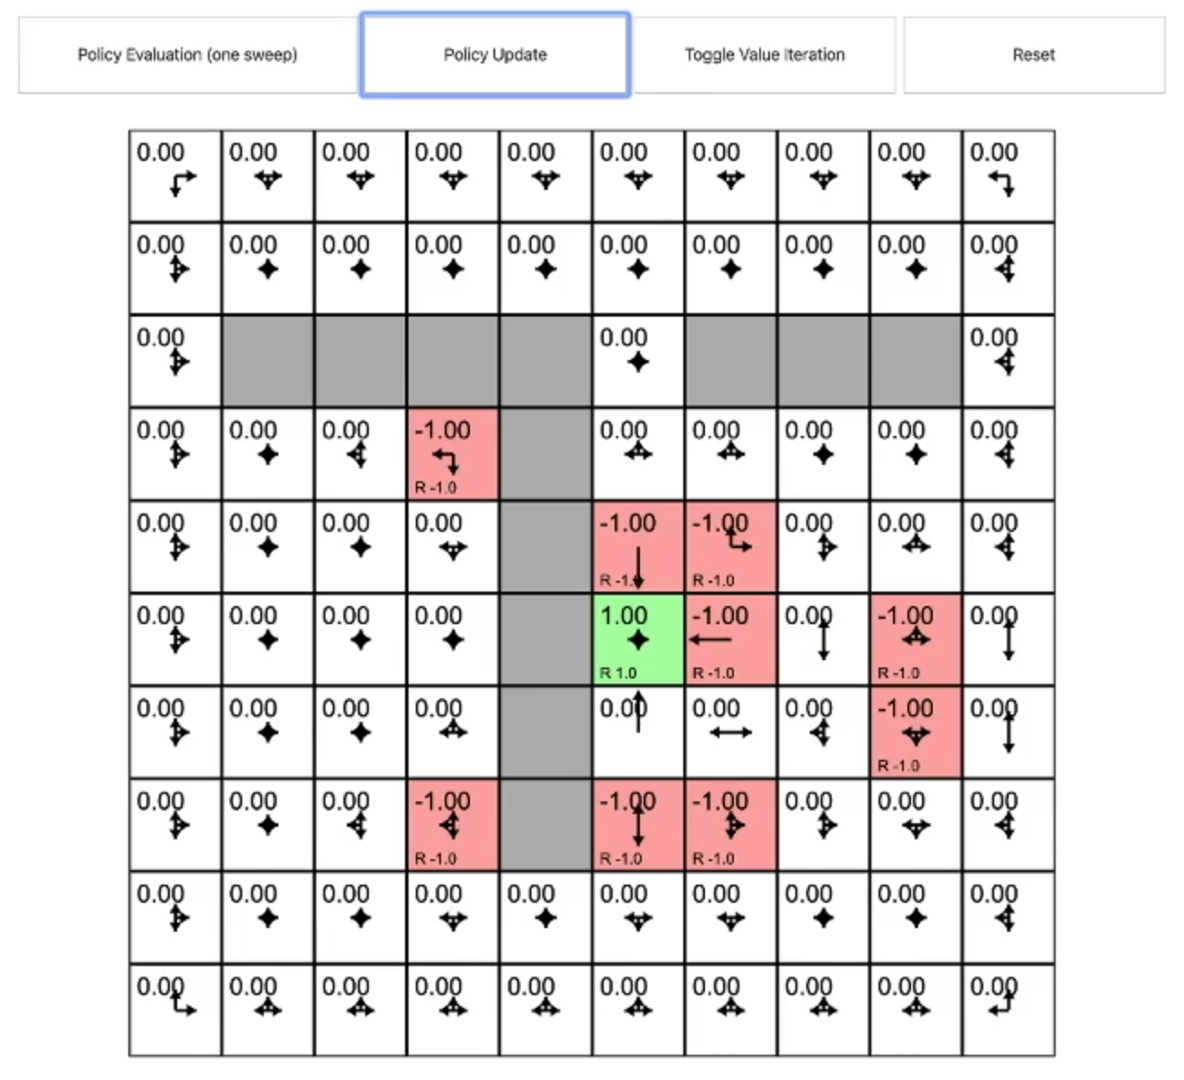 Policy Evaluation (one sweep) Policy Update Toggle Value Iteration Reset
0.00 0.00 0.00 0.00 0.00 0.00 0.00 0.00 0.00 0.00
0.00 0.00 0.00 0.00 0.00 0.00 0.00 0.00 0.00 0.00
0.00 0.00 0.00
0.00 0.00 0.00 -1.00 0.00 0.00 0.00 0.00 0.00
R -1.0
0.00 0.00 0.00 0.00 -1.00 -1.00 0.00 0.00 0.00
R -1.0 R -1.0
0.00 0.00 0.00 0.00 1.00 -1.00 0.00 -1.00 0.00
R 1.0 R -1.0 R -1.0
0.00 0.00 0.00 0.00 0.00 0.00 0.00 -1.00 0.00
R -1.0
0.00 0.00 0.00 -1.00 -1.00 -1.00 0.00 0.00 0.00
R -1.0 R -1.0 R -1.0
0.00 0.00 0.00 0.00 0.00 0.00 0.00 0.00 0.00 0.00
0.00 0.00 0.00 0.00 0.00 0.00 0.00 0.00 0.00 0.00